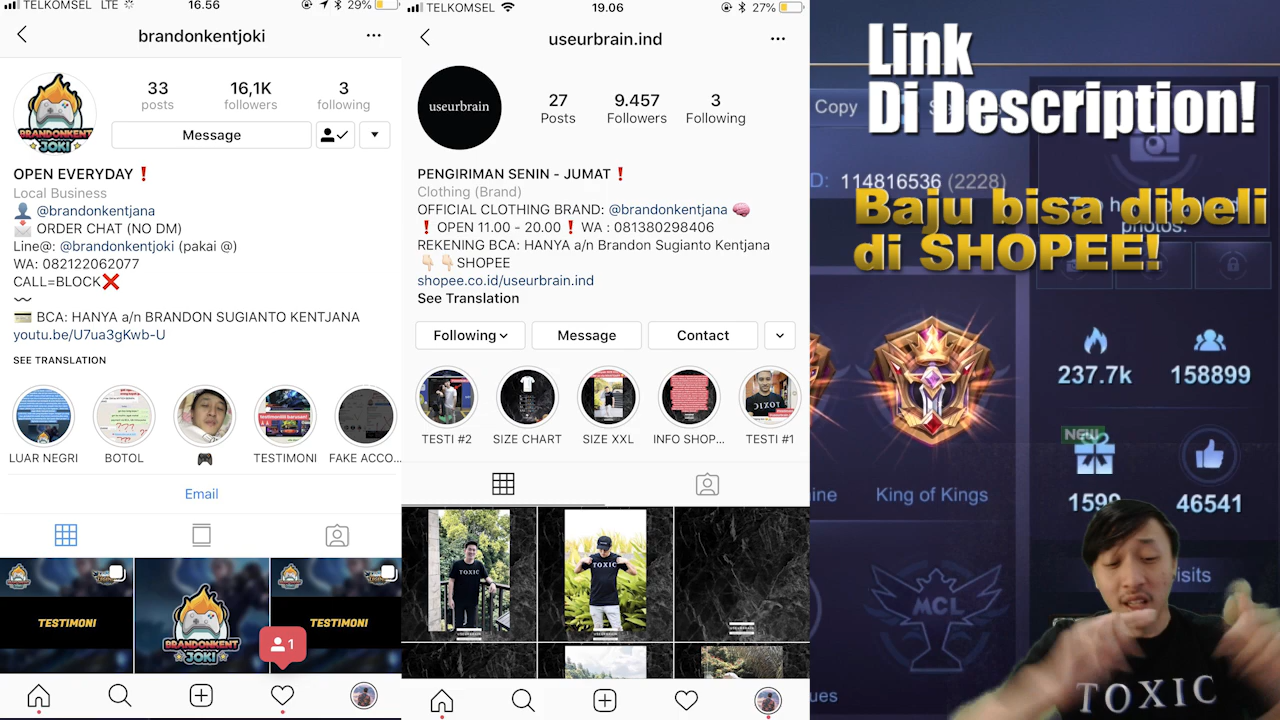 TELKOMSEL LTE 16.56 29%
brandonkentjoki
33 16,1K 3
posts followers following
Message
BRANDONKENT
JOKI
OPEN EVERYDAY❗
Local Business
👤 @brandonkentjana
📩 ORDER CHAT (NO DM)
Line@: @brandonkentjoki (pakai @)
WA: 082122062077
CALL=BLOCK❌
〰
💳 BCA: HANYA a/n BRANDON SUGIANTO KENTJANA
youtu.be/U7ua3gKwb-U
SEE TRANSLATION
LUAR NEGRI BOTOL 🎮 TESTIMONI FAKE ACCO...
Email
TESTIMONI
BRANDONKENT
JOKI
TESTIMONI
1
TELKOMSEL 19.06 27%
useurbrain.ind
useurbrain
27 9.457 3
Posts Followers Following
PENGIRIMAN SENIN - JUMAT❗
Clothing (Brand)
OFFICIAL CLOTHING BRAND: @brandonkentjana 🧠
❗OPEN 11.00 - 20.00❗WA : 081380298406
REKENING BCA: HANYA a/n Brandon Sugianto Kentjana
👇🏻👇🏻SHOPEE
shopee.co.id/useurbrain.ind
See Translation
Following Message Contact
TESTI #2 SIZE CHART SIZE XXL INFO SHOP... TESTI #1
TOXIC
TOXIC
Link
Di Description!
Copy
D: 114816536 (2228)
Baju bisa dibeli
di SHOPEE!
photos.
237.7k 158899
King of Kings
NEW
1599 46541
MCL
TOXIC